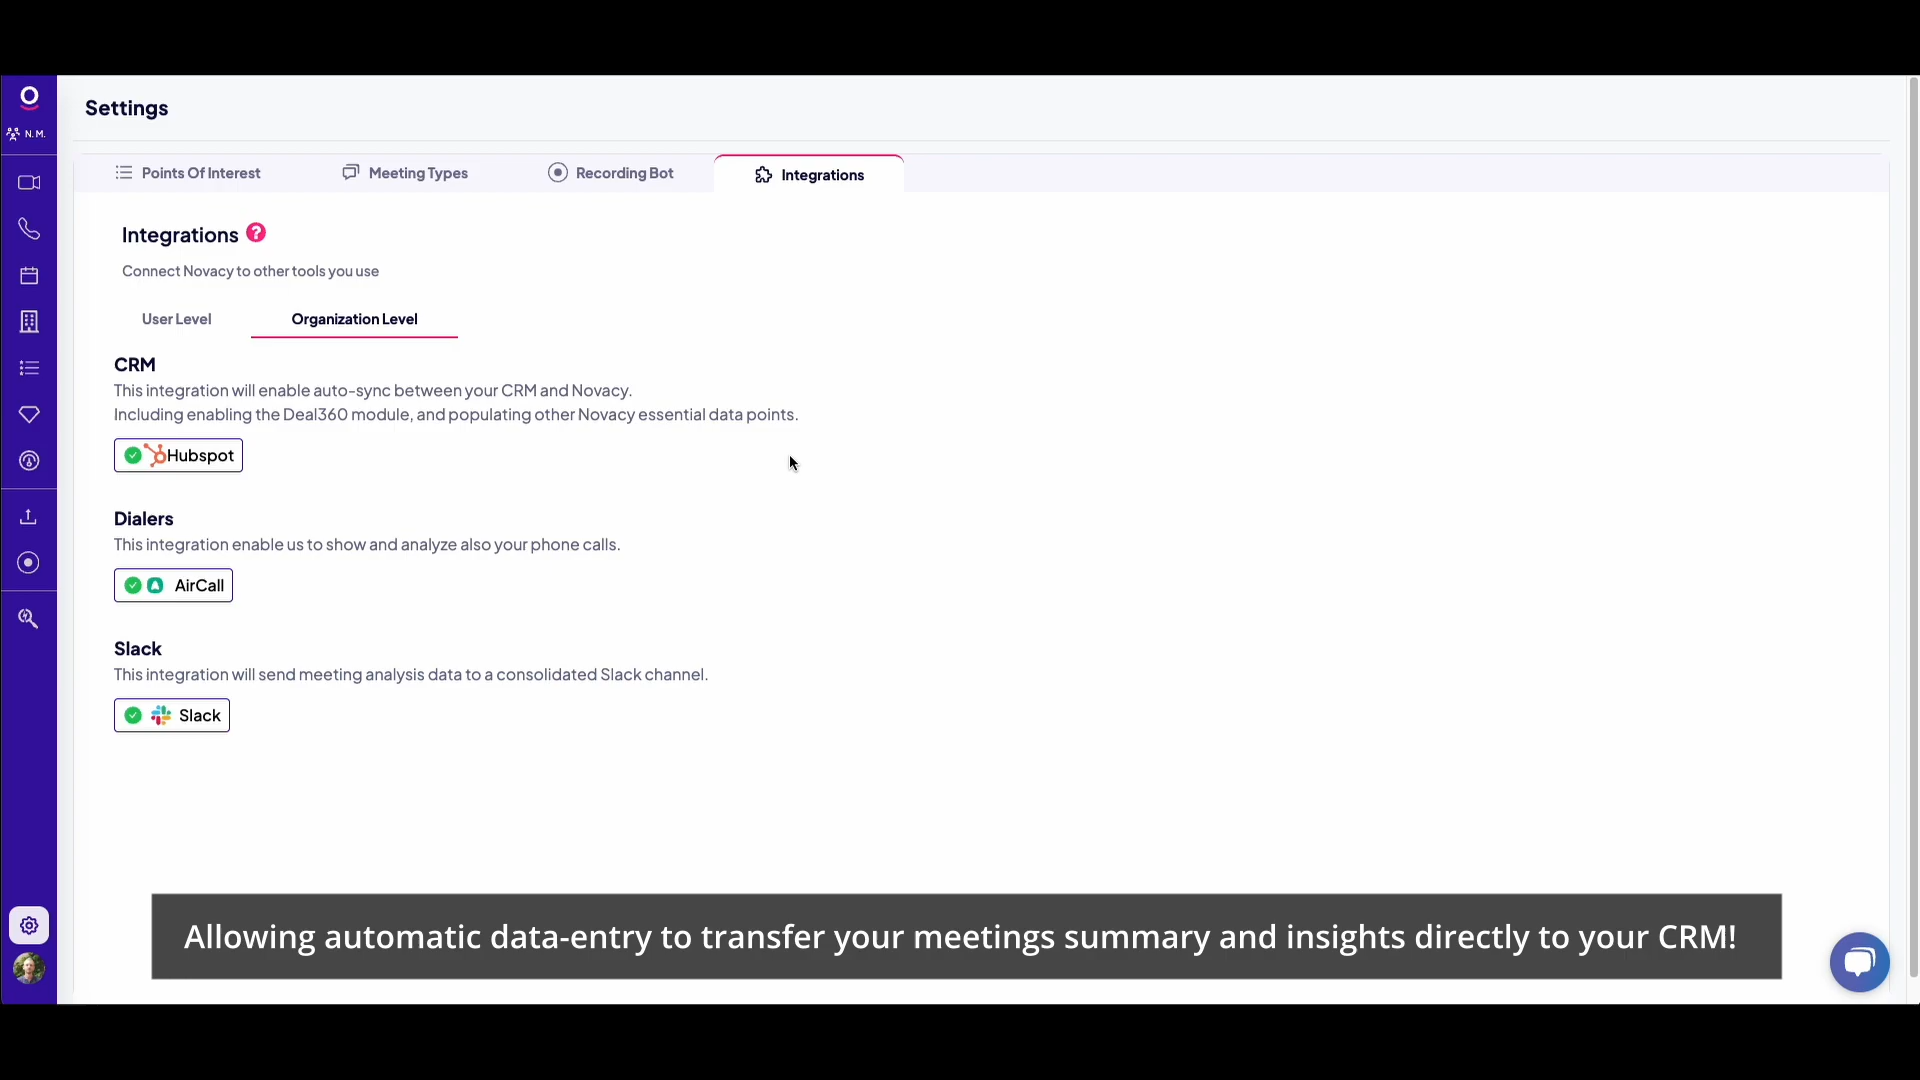 N. M.
Settings
Points Of Interest
Meeting Types
Recording Bot
Integrations
Integrations ?
Connect Novacy to other tools you use
User Level
Organization Level
CRM
This integration will enable auto-sync between your CRM and Novacy.
Including enabling the Deal360 module, and populating other Novacy essential data points.
Hubspot
Dialers
This integration enable us to show and analyze also your phone calls.
AirCall
Slack
This integration will send meeting analysis data to a consolidated Slack channel.
Slack
Allowing automatic data-entry to transfer your meetings summary and insights directly to your CRM!